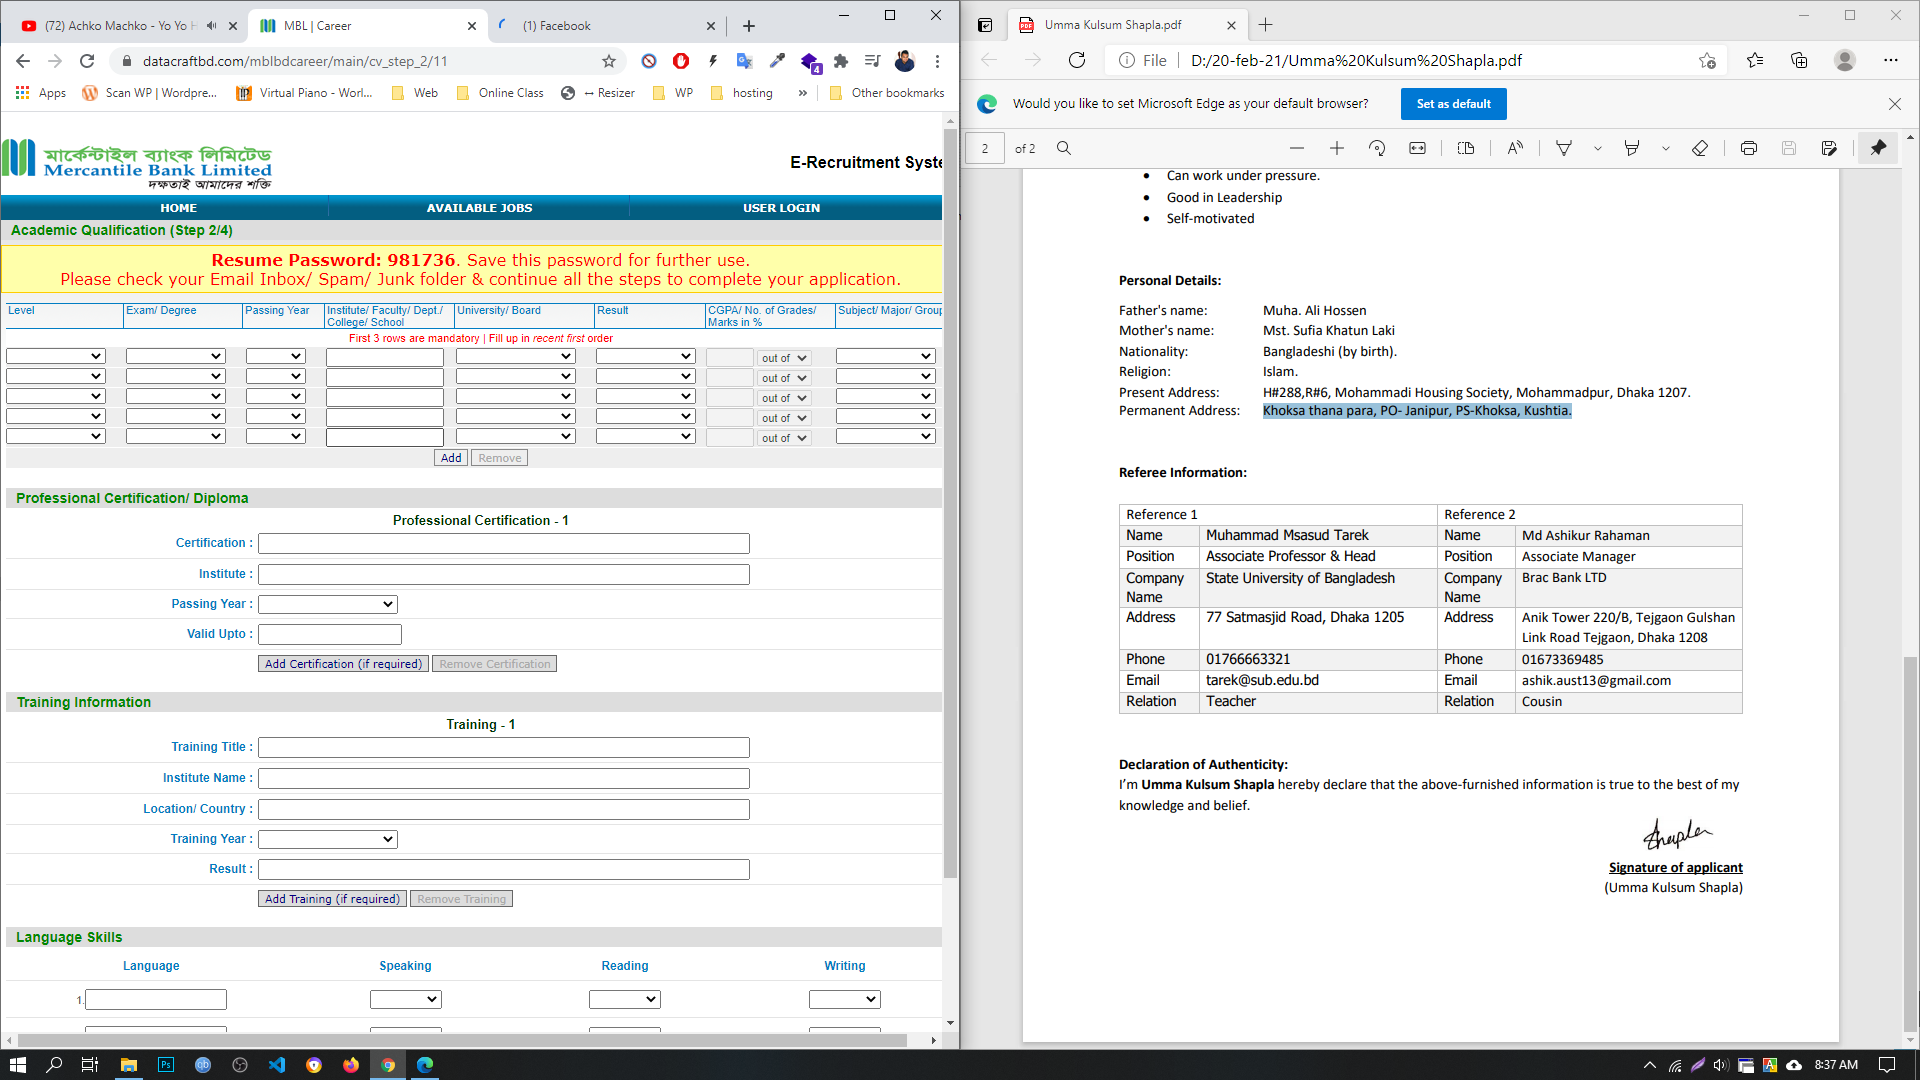 (72) Achko Machko - Yo Yo H
MBL | Career
(1) Facebook
datacraftbd.com/mblbdcareer/main/cv_step_2/11
4
Apps
Scan WP | Wordpre...
Virtual Piano - Worl...
Web
Online Class
↔ Resizer
WP
hosting
»
Other bookmarks
মার্কেন্টাইল ব্যাংক লিমিটেড
Mercantile Bank Limited
দক্ষতাই আমাদের শক্তি
E-Recruitment Syste
HOME
AVAILABLE JOBS
USER LOGIN
Academic Qualification (Step 2/4)
Resume Password: 981736. Save this password for further use.
Please check your Email Inbox/ Spam/ Junk folder & continue all the steps to complete your application.
Level
Exam/ Degree
Passing Year
Institute/ Faculty/ Dept./
College/ School
University/ Board
Result
CGPA/ No. of Grades/
Marks in %
Subject/ Major/ Group
First 3 rows are mandatory | Fill up in recent first order
out of
out of
out of
out of
out of
Add
Remove
Professional Certification/ Diploma
Professional Certification - 1
Certification :
Institute :
Passing Year :
Valid Upto :
Add Certification (if required)
Remove Certification
Training Information
Training - 1
Training Title :
Institute Name :
Location/ Country :
Training Year :
Result :
Add Training (if required)
Remove Training
Language Skills
Language
Speaking
Reading
Writing
1.
Umma Kulsum Shapla.pdf
File
D:/20-feb-21/Umma%20Kulsum%20Shapla.pdf
Would you like to set Microsoft Edge as your default browser?
Set as default
2
of 2
• Can work under pressure.
• Good in Leadership
• Self-motivated
Personal Details:
Father's name: Muha. Ali Hossen
Mother's name: Mst. Sufia Khatun Laki
Nationality: Bangladeshi (by birth).
Religion: Islam.
Present Address: H#288,R#6, Mohammadi Housing Society, Mohammadpur, Dhaka 1207.
Permanent Address: Khoksa thana para, PO- Janipur, PS-Khoksa, Kushtia.
Referee Information:
Reference 1 Reference 2
Name Muhammad Msasud Tarek Name Md Ashikur Rahaman
Position Associate Professor & Head Position Associate Manager
Company State University of Bangladesh Company Brac Bank LTD
Name Name
Address 77 Satmasjid Road, Dhaka 1205 Address Anik Tower 220/B, Tejgaon Gulshan
Link Road Tejgaon, Dhaka 1208
Phone 01766663321 Phone 01673369485
Email tarek@sub.edu.bd Email ashik.aust13@gmail.com
Relation Teacher Relation Cousin
Declaration of Authenticity:
I'm Umma Kulsum Shapla hereby declare that the above-furnished information is true to the best of my
knowledge and belief.
Shapla
Signature of applicant
(Umma Kulsum Shapla)
Ps
qb
A
8:37 AM